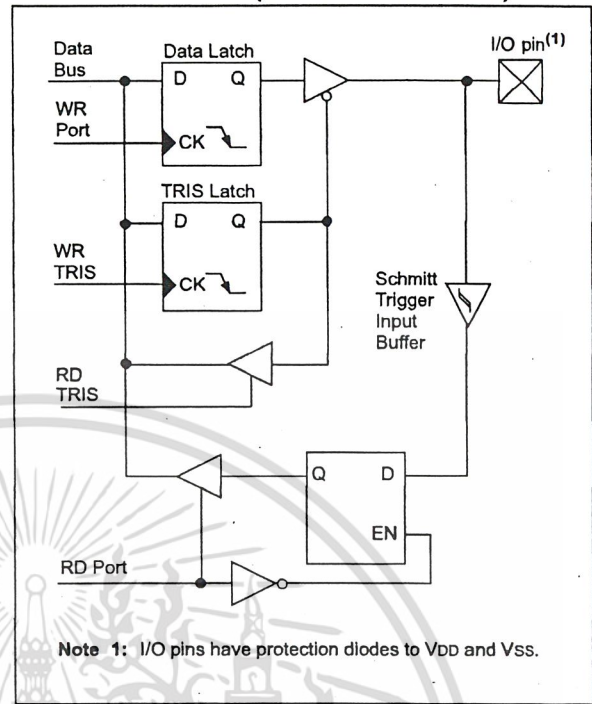 Data
Bus
Data Latch
I/O pin(1)
D Q
WR
Port
CK
TRIS Latch
D Q
WR
TRIS
CK
Schmitt
Trigger
Input
Buffer
RD
TRIS
Q D
EN
RD Port
Note 1: I/O pins have protection diodes to VDD and VSS.